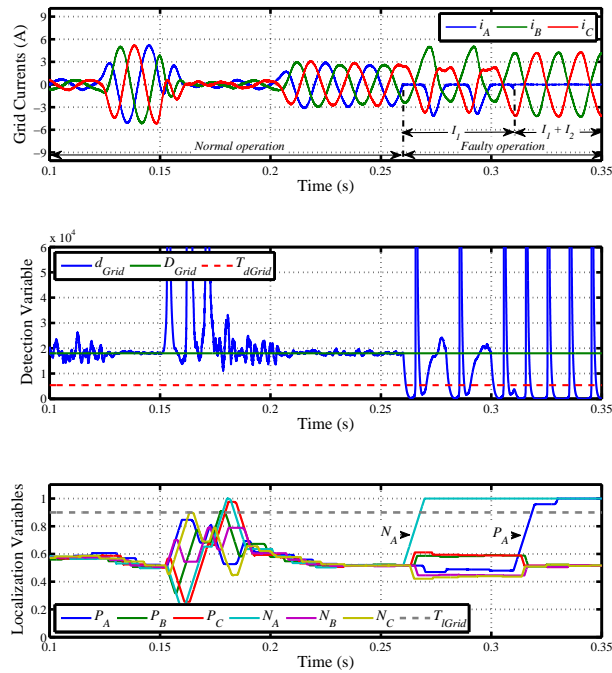 9
6
3
0
−3
−6
−9
Grid Currents (A)
i_A i_B i_C
I_1
I_1 + I_2
Normal operation
Faulty operation
0.1 0.15 0.2 0.25 0.3 0.35
Time (s)
x 10^4
6
5
4
3
2
1
0
Detection Variable
d_Grid D_Grid T_dGrid
0.1 0.15 0.2 0.25 0.3 0.35
Time (s)
1
0.8
0.6
0.4
0.2
0
Localization Variables
N_A
P_A
P_A P_B P_C N_A N_B N_C T_lGrid
0.1 0.15 0.2 0.25 0.3 0.35
Time (s)